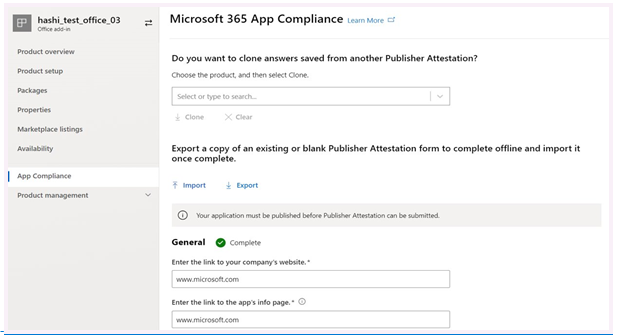 hashi_test_office_03
Office add-in
Product overview
Product setup
Packages
Properties
Marketplace listings
Availability
App Compliance
Product management
Microsoft 365 App Compliance Learn More
Do you want to clone answers saved from another Publisher Attestation?
Choose the product, and then select Clone.
Select or type to search...
Clone Clear
Export a copy of an existing or blank Publisher Attestation form to complete offline and import it
once complete.
Import Export
Your application must be published before Publisher Attestation can be submitted.
General Complete
Enter the link to your company's website.*
www.microsoft.com
Enter the link to the app's info page.*
www.microsoft.com